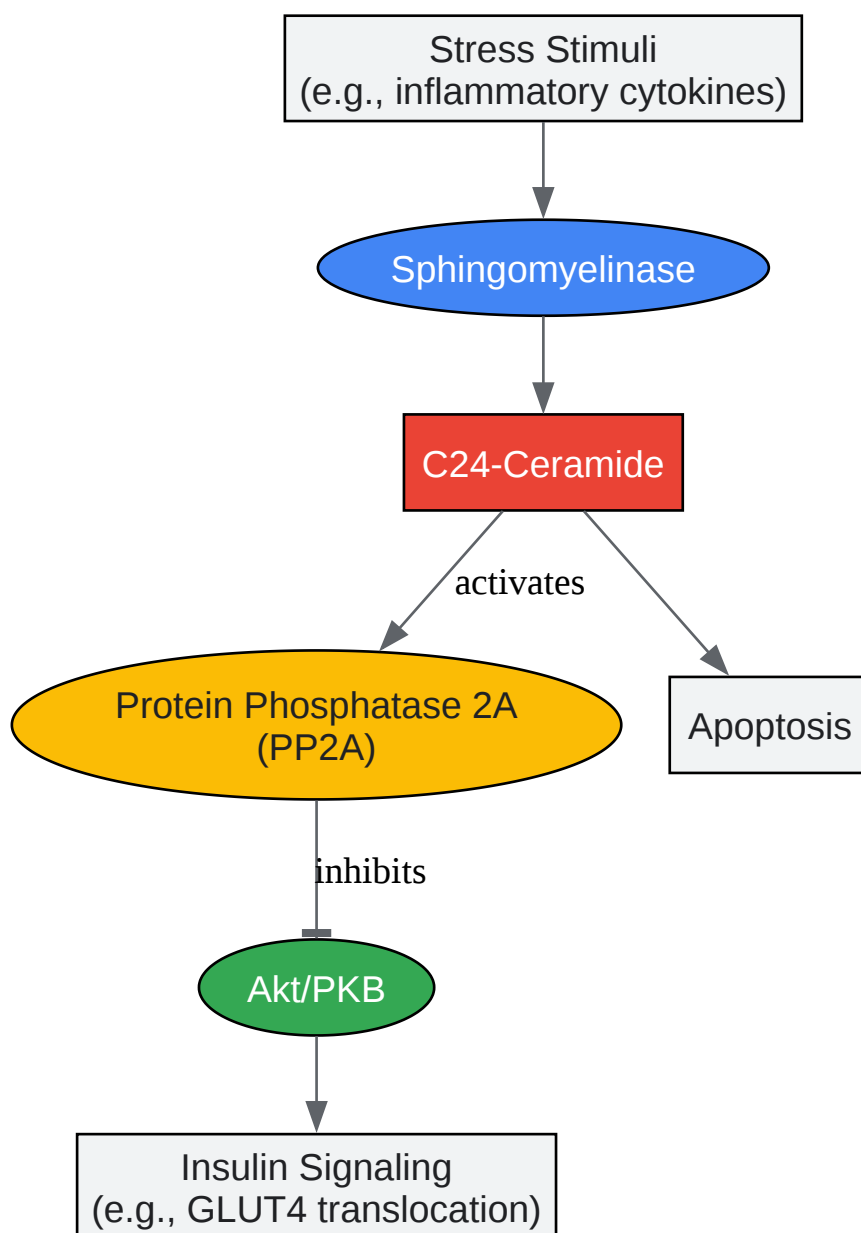 Stress Stimuli
(e.g., inflammatory cytokines)
Sphingomyelinase
C24-Ceramide
activates
Protein Phosphatase 2A
(PP2A)
Apoptosis
inhibits
Akt/PKB
Insulin Signaling
(e.g., GLUT4 translocation)